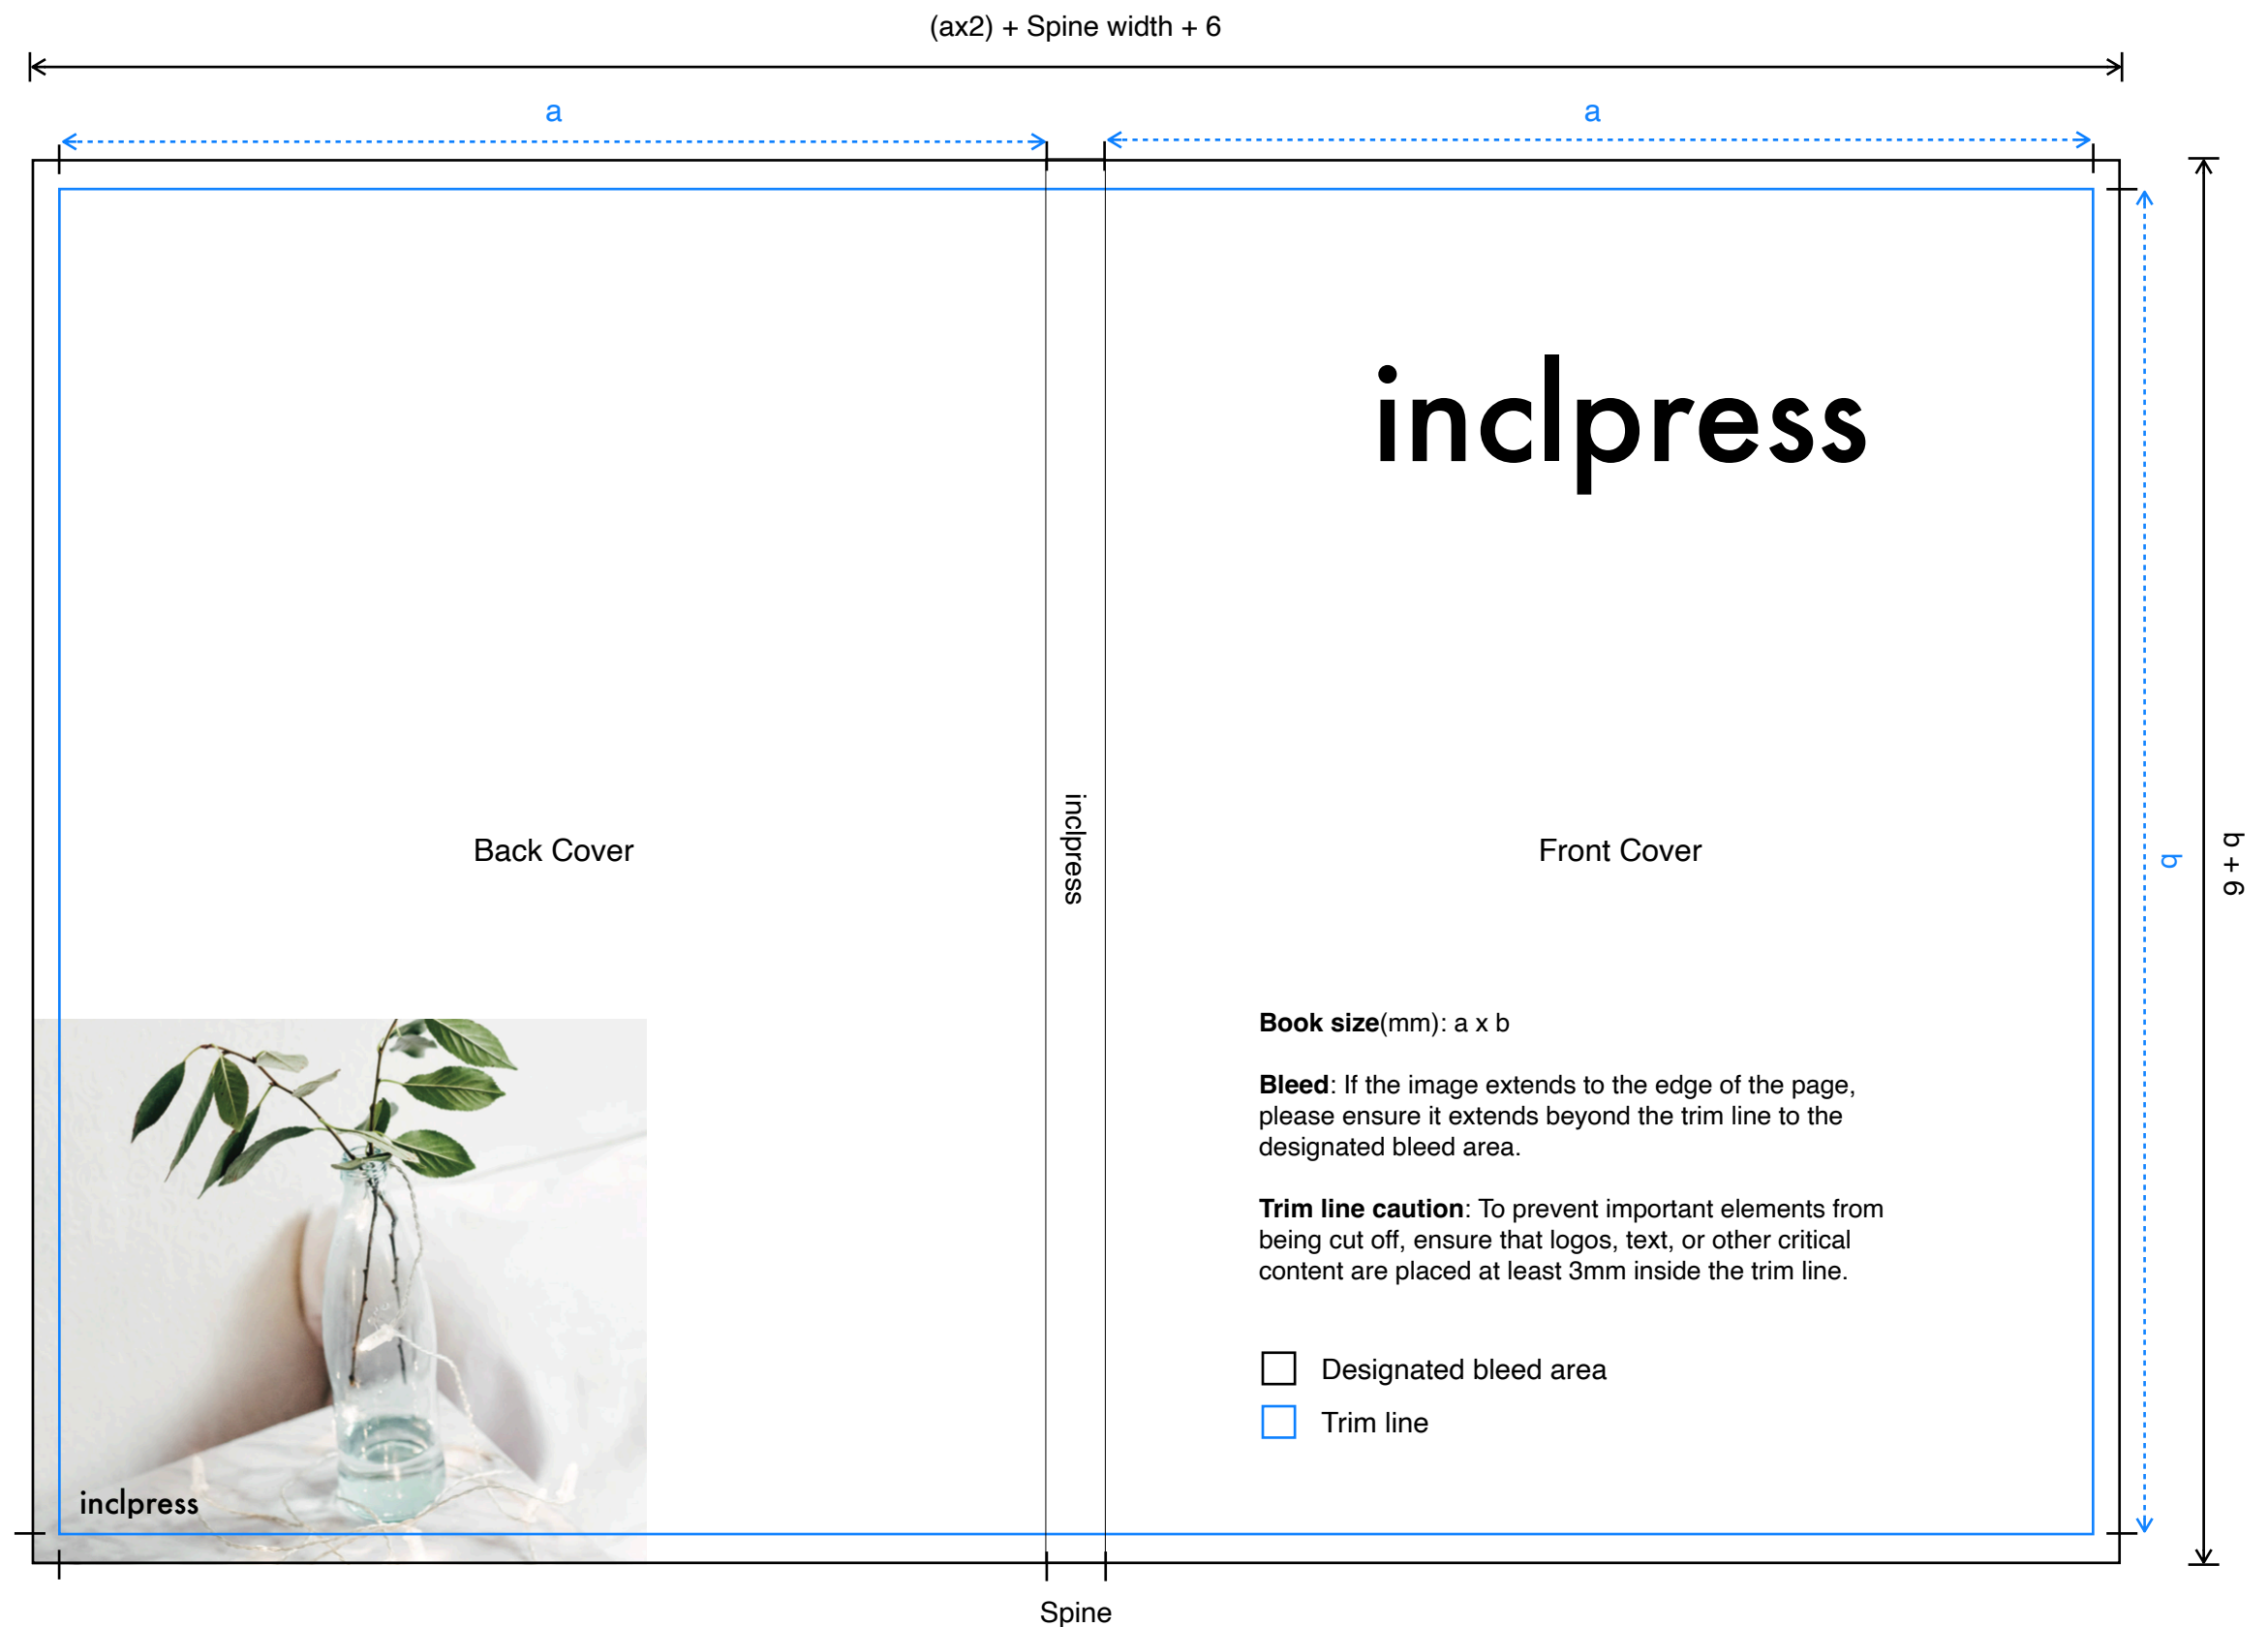 (ax2) + Spine width + 6
a
a
inclpress
inclpress
Back Cover
Front Cover
b
b + 6
Book size(mm): a x b
Bleed: If the image extends to the edge of the page,
please ensure it extends beyond the trim line to the
designated bleed area.
Trim line caution: To prevent important elements from
being cut off, ensure that logos, text, or other critical
content are placed at least 3mm inside the trim line.
Designated bleed area
Trim line
inclpress
Spine